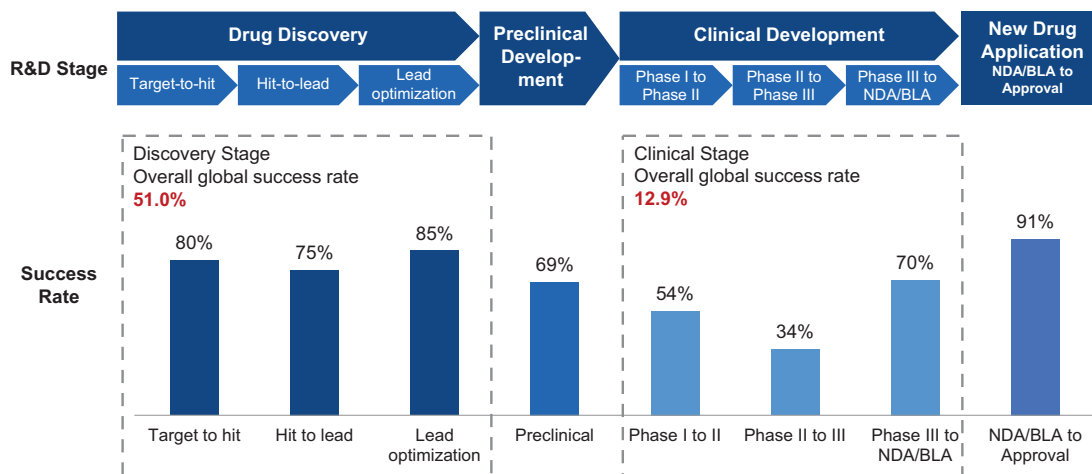 R&D Stage
Drug Discovery
Target-to-hit
Hit-to-lead
Lead
optimization
Preclinical
Develop-
ment
Clinical Development
Phase I to
Phase II
Phase II to
Phase III
Phase III to
NDA/BLA
New Drug
Application
NDA/BLA to
Approval
Success
Rate
Discovery Stage
Overall global success rate
51.0%
Clinical Stage
Overall global success rate
12.9%
80%
75%
85%
69%
54%
34%
70%
91%
Target to hit
Hit to lead
Lead
optimization
Preclinical
Phase I to II
Phase II to III
Phase III to
NDA/BLA
NDA/BLA to
Approval